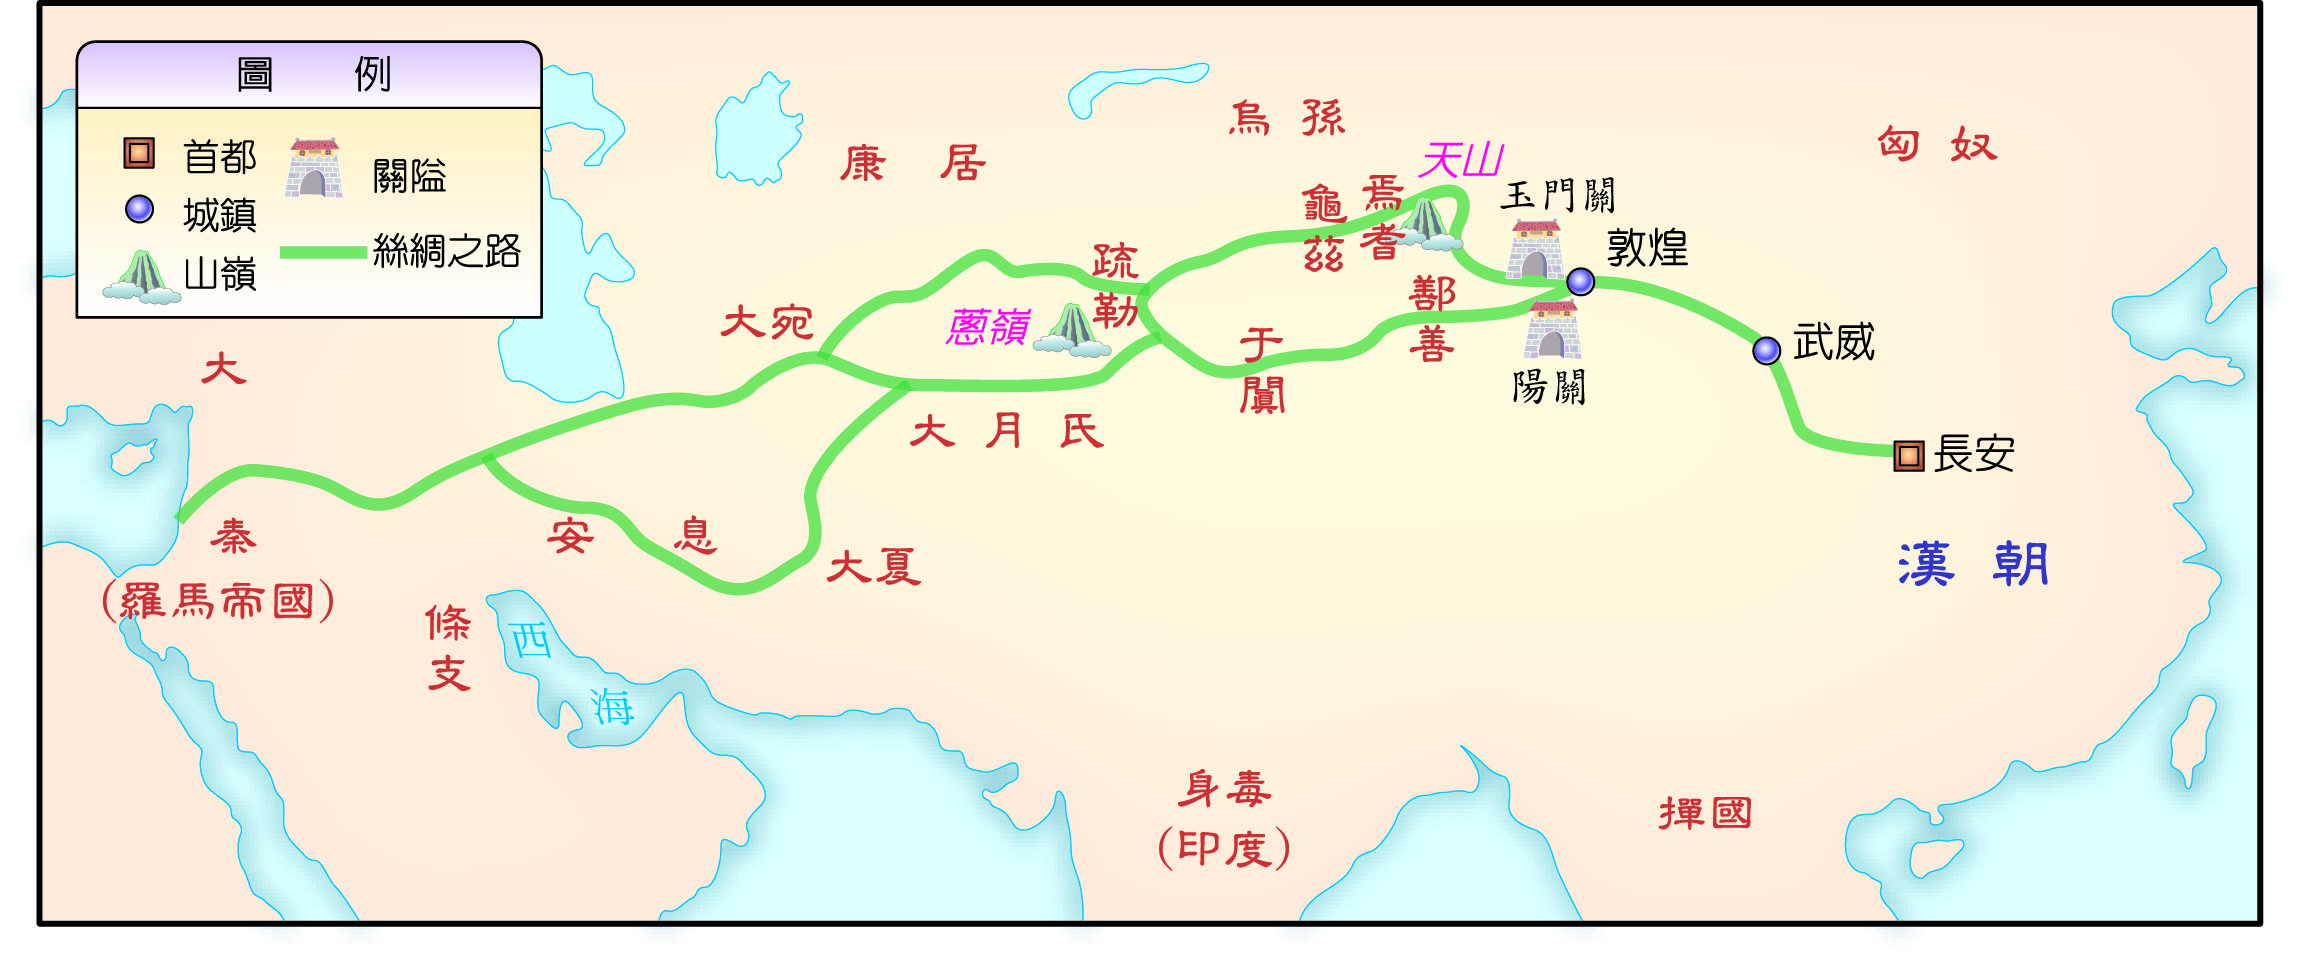 圖 例
首都
關隘
城鎮
絲綢之路
山嶺
烏 孫
匈 奴
康 居
天山
玉門關
龜茲
焉耆
敦煌
疏勒
大宛
蔥嶺
鄯善
于闐
武威
陽關
大 秦
(羅馬帝國)
大 月 氏
長安
安 息
大夏
漢 朝
條支
西海
身毒
(印度)
撣國